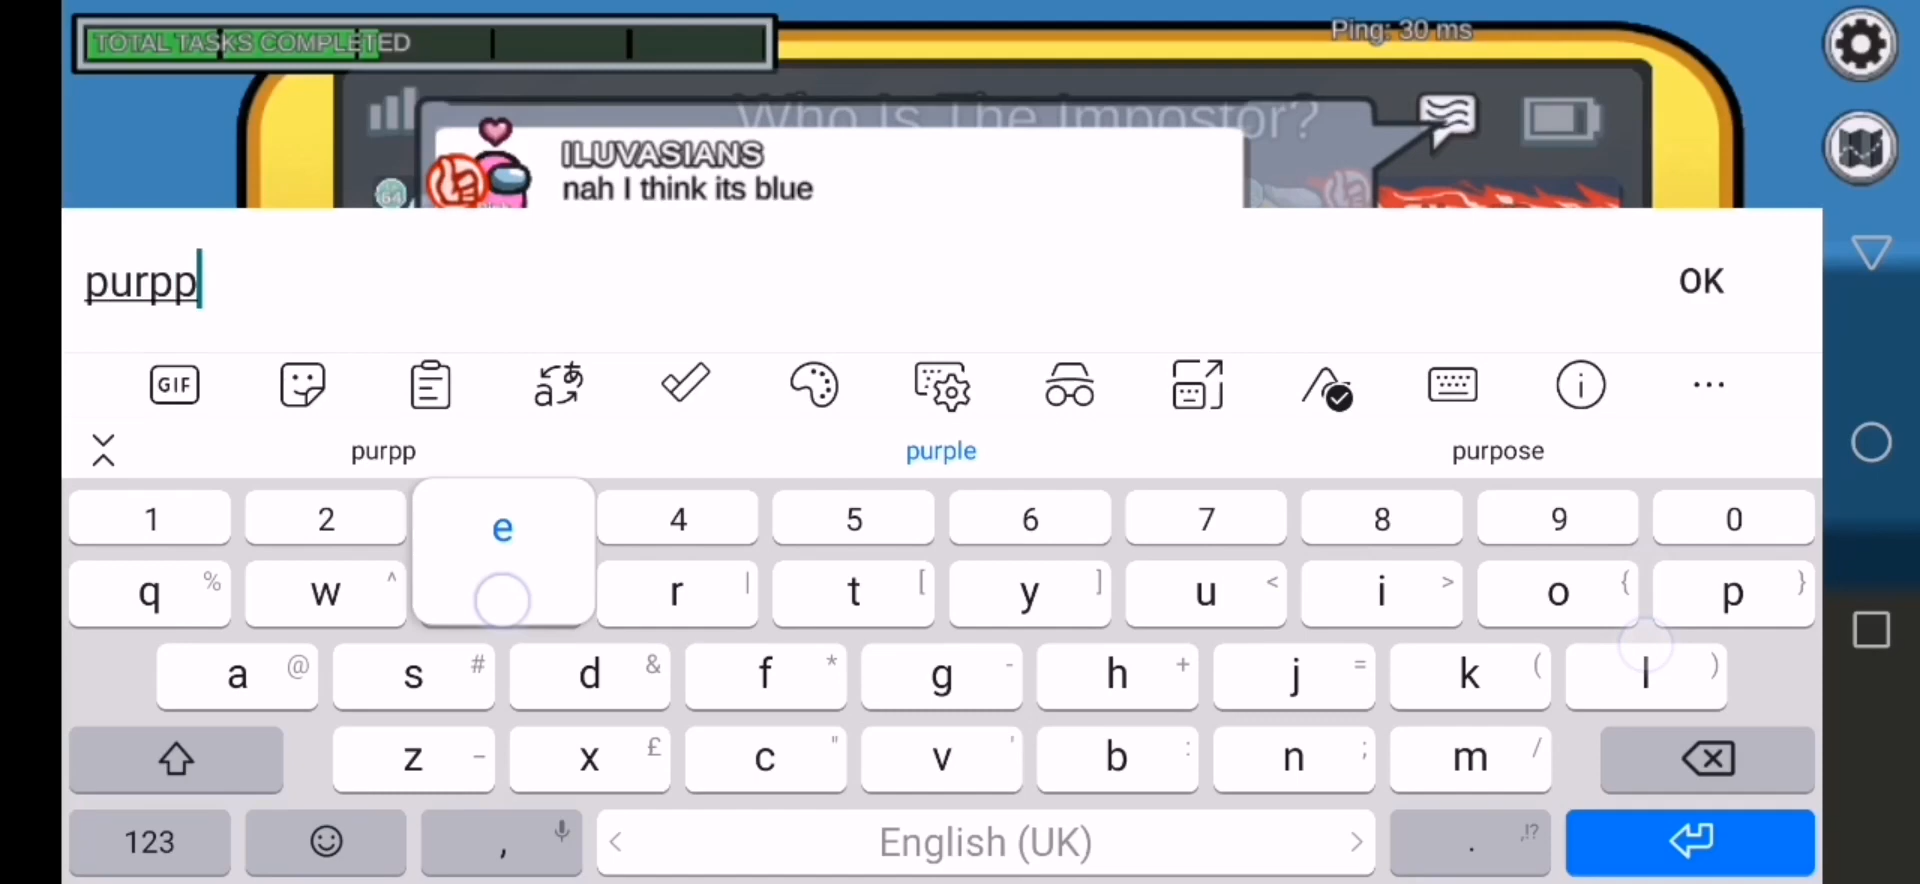 TOTAL TASKS COMPLETED
Ping: 30 ms
Who Is The Impostor?
ILUVASIANS
nah I think its blue
purpp
OK
GIF
purpp purple purpose
1 2 e 4 5 6 7 8 9 0
q % w ^ r | t [ y ] u < i > o { p }
a @ s # d & f * g - h + j = k ( l )
z _ x £ c " v ' b : n ; m /
123 , < English (UK) > . ,!?